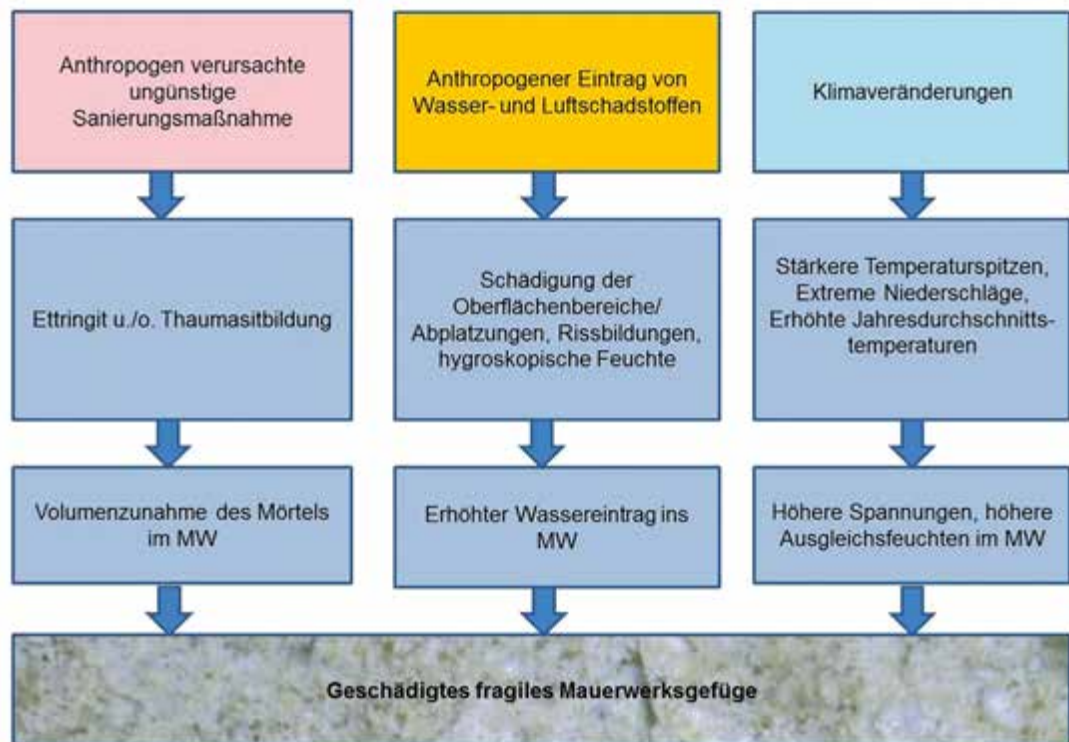 Anthropogen verursachte
ungünstige
Sanierungsmaßnahme
Anthropogener Eintrag von
Wasser- und Luftschadstoffen
Klimaveränderungen
Ettringit u./o. Thaumasitbildung
Schädigung der
Oberflächenbereiche/
Abplatzungen, Rissbildungen,
hygroskopische Feuchte
Stärkere Temperaturspitzen,
Extreme Niederschläge,
Erhöhte Jahresdurchschnitts-
temperaturen
Volumenzunahme des Mörtels
im MW
Erhöhter Wassereintrag ins
MW
Höhere Spannungen, höhere
Ausgleichsfeuchten im MW
Geschädigtes fragiles Mauerwerksgefüge